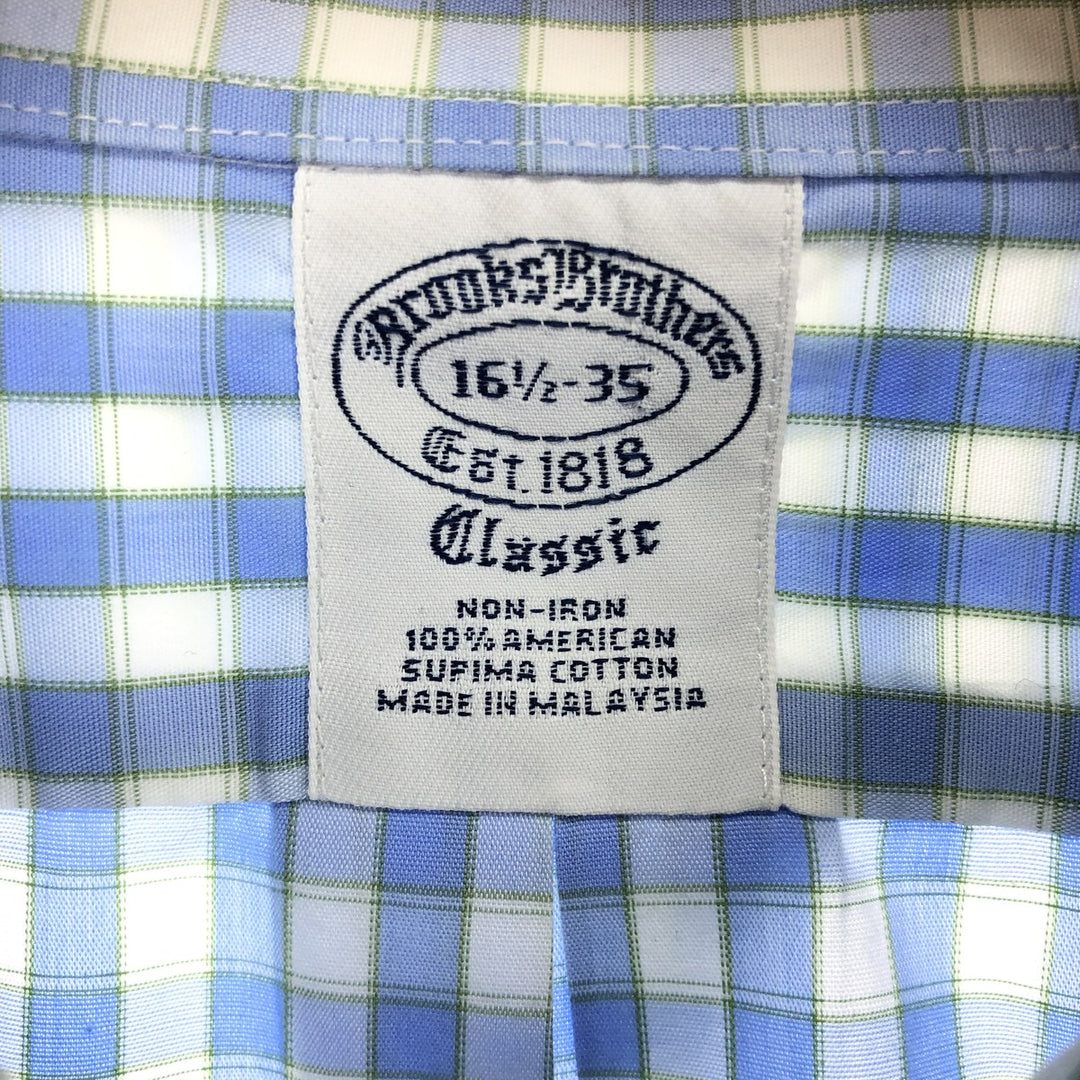 Brooks Brothers
16½-35
Est. 1818
Classic
NON-IRON
100% AMERICAN
SUPIMA COTTON
MADE IN MALAYSIA